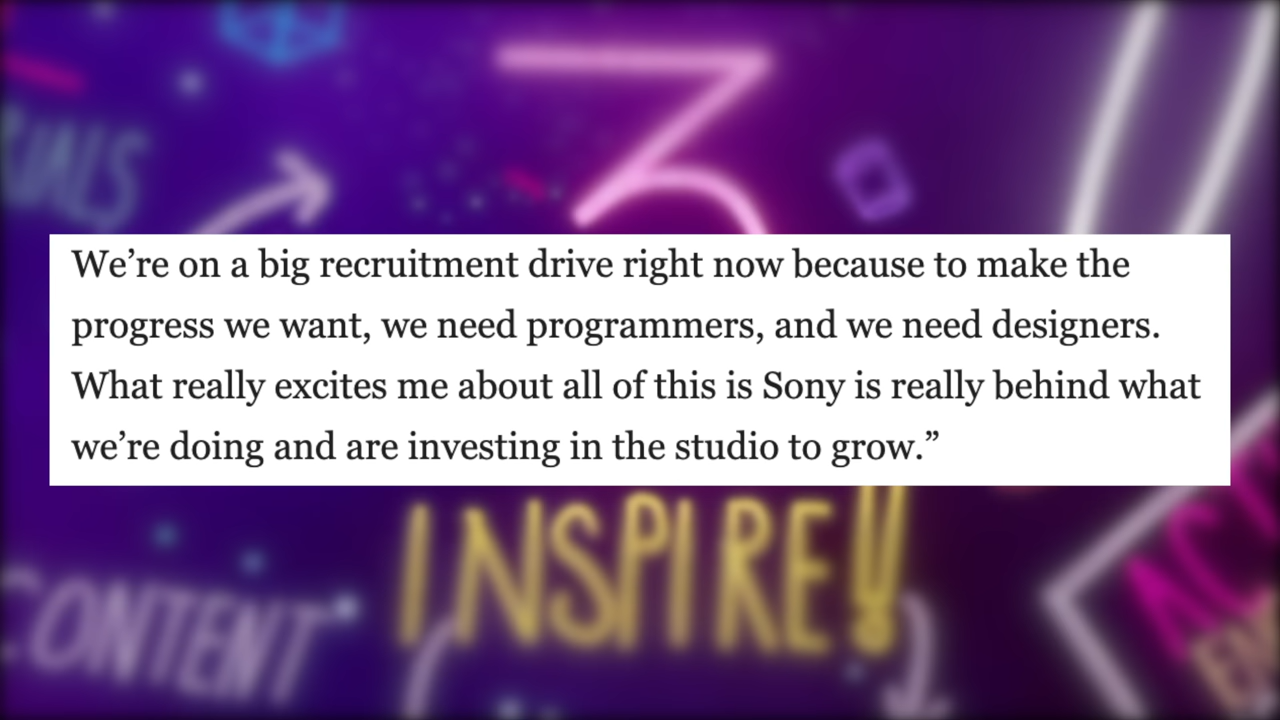 3
We’re on a big recruitment drive right now because to make the
progress we want, we need programmers, and we need designers.
What really excites me about all of this is Sony is really behind what
we’re doing and are investing in the studio to grow.”
INSPIRE!!
CONTENT